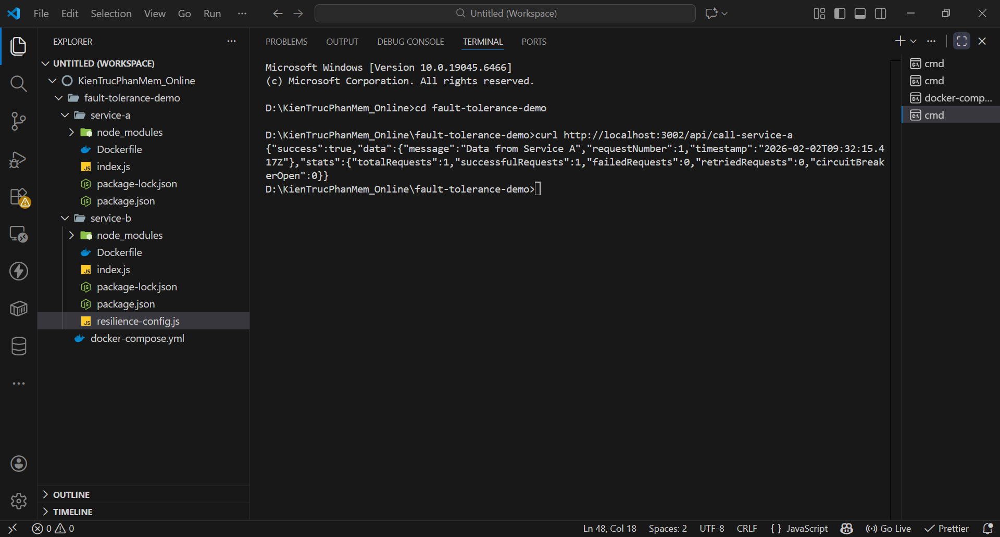 File Edit Selection View Go Run ··· Untitled (Workspace)
EXPLORER
UNTITLED (WORKSPACE)
KienTrucPhanMem_Online
fault-tolerance-demo
service-a
node_modules
Dockerfile
index.js
package-lock.json
package.json
service-b
node_modules
Dockerfile
index.js
package-lock.json
package.json
resilience-config.js
docker-compose.yml
OUTLINE
TIMELINE
PROBLEMS OUTPUT DEBUG CONSOLE TERMINAL PORTS
Microsoft Windows [Version 10.0.19045.6466]
(c) Microsoft Corporation. All rights reserved.
D:\KienTrucPhanMem_Online>cd fault-tolerance-demo
D:\KienTrucPhanMem_Online\fault-tolerance-demo>curl http://localhost:3002/api/call-service-a
{"success":true,"data":{"message":"Data from Service A","requestNumber":1,"timestamp":"2026-02-02T09:32:15.4
17Z"},"stats":{"totalRequests":1,"successfulRequests":1,"failedRequests":0,"retriedRequests":0,"circuitBreak
erOpen":0}}
D:\KienTrucPhanMem_Online\fault-tolerance-demo>
cmd
cmd
docker-comp...
cmd
0 0 Ln 48, Col 18 Spaces: 2 UTF-8 CRLF { } JavaScript Go Live Prettier